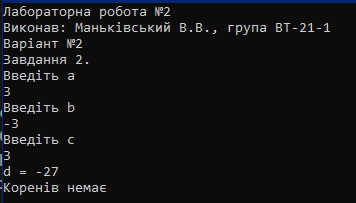 Лабораторна робота №2
Виконав: Маньківський В.В., група ВТ-21-1
Варіант №2
Завдання 2.
Введіть a
3
Введіть b
-3
Введіть c
3
d = -27
Коренів немає